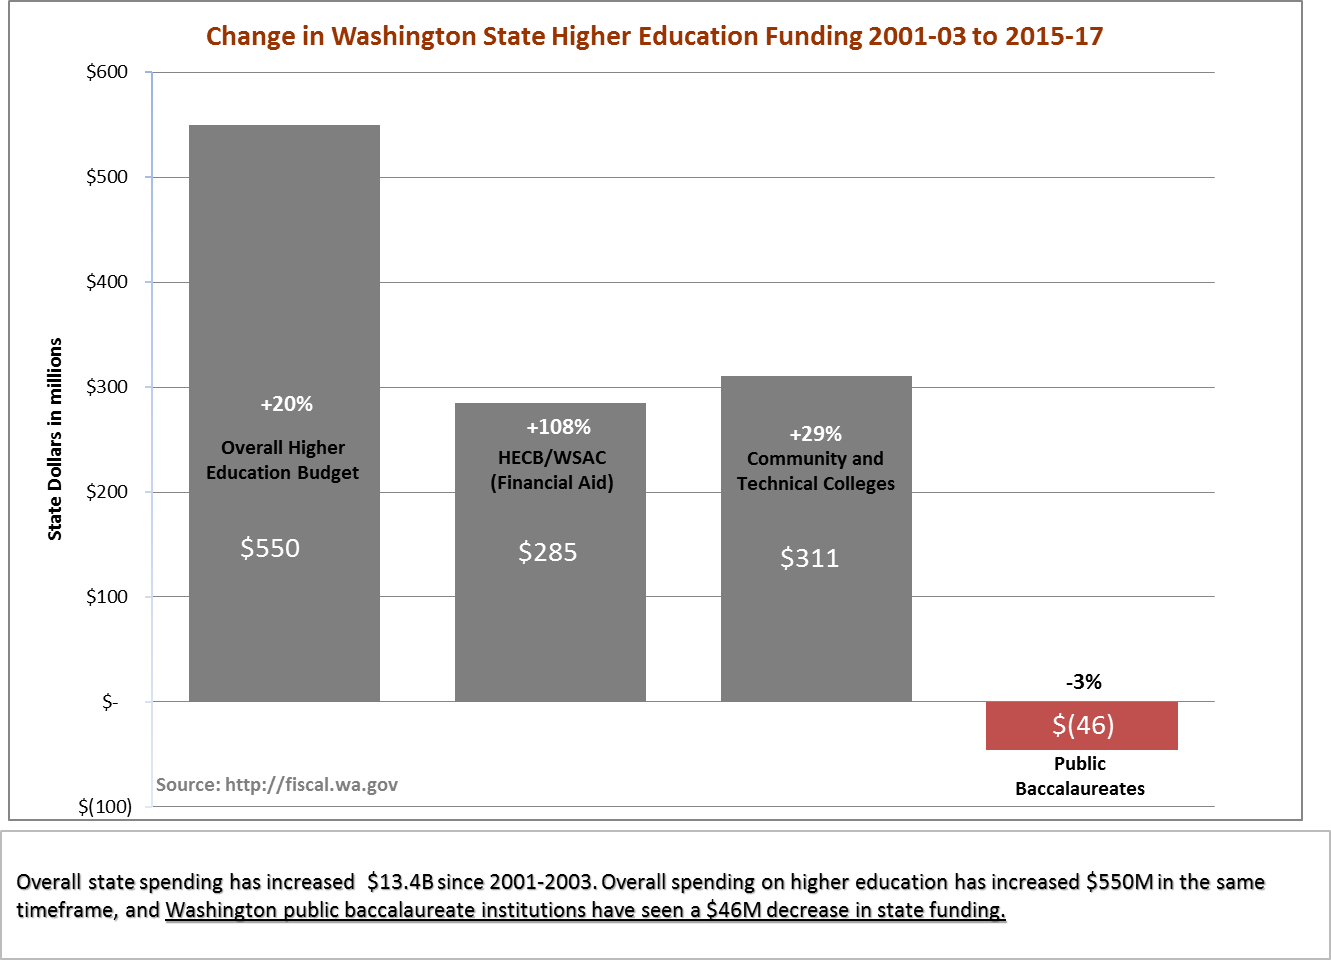 Change in Washington State Higher Education Funding 2001-03 to 2015-17
$600
$500
$400
$300
$200
$100
$-
$(100)
State Dollars in millions
+20%
Overall Higher
Education Budget
$550
+108%
HECB/WSAC
(Financial Aid)
$285
+29%
Community and
Technical Colleges
$311
-3%
$(46)
Public
Baccalaureates
Source: http://fiscal.wa.gov
Overall state spending has increased $13.4B since 2001-2003. Overall spending on higher education has increased $550M in the same
timeframe, and Washington public baccalaureate institutions have seen a $46M decrease in state funding.